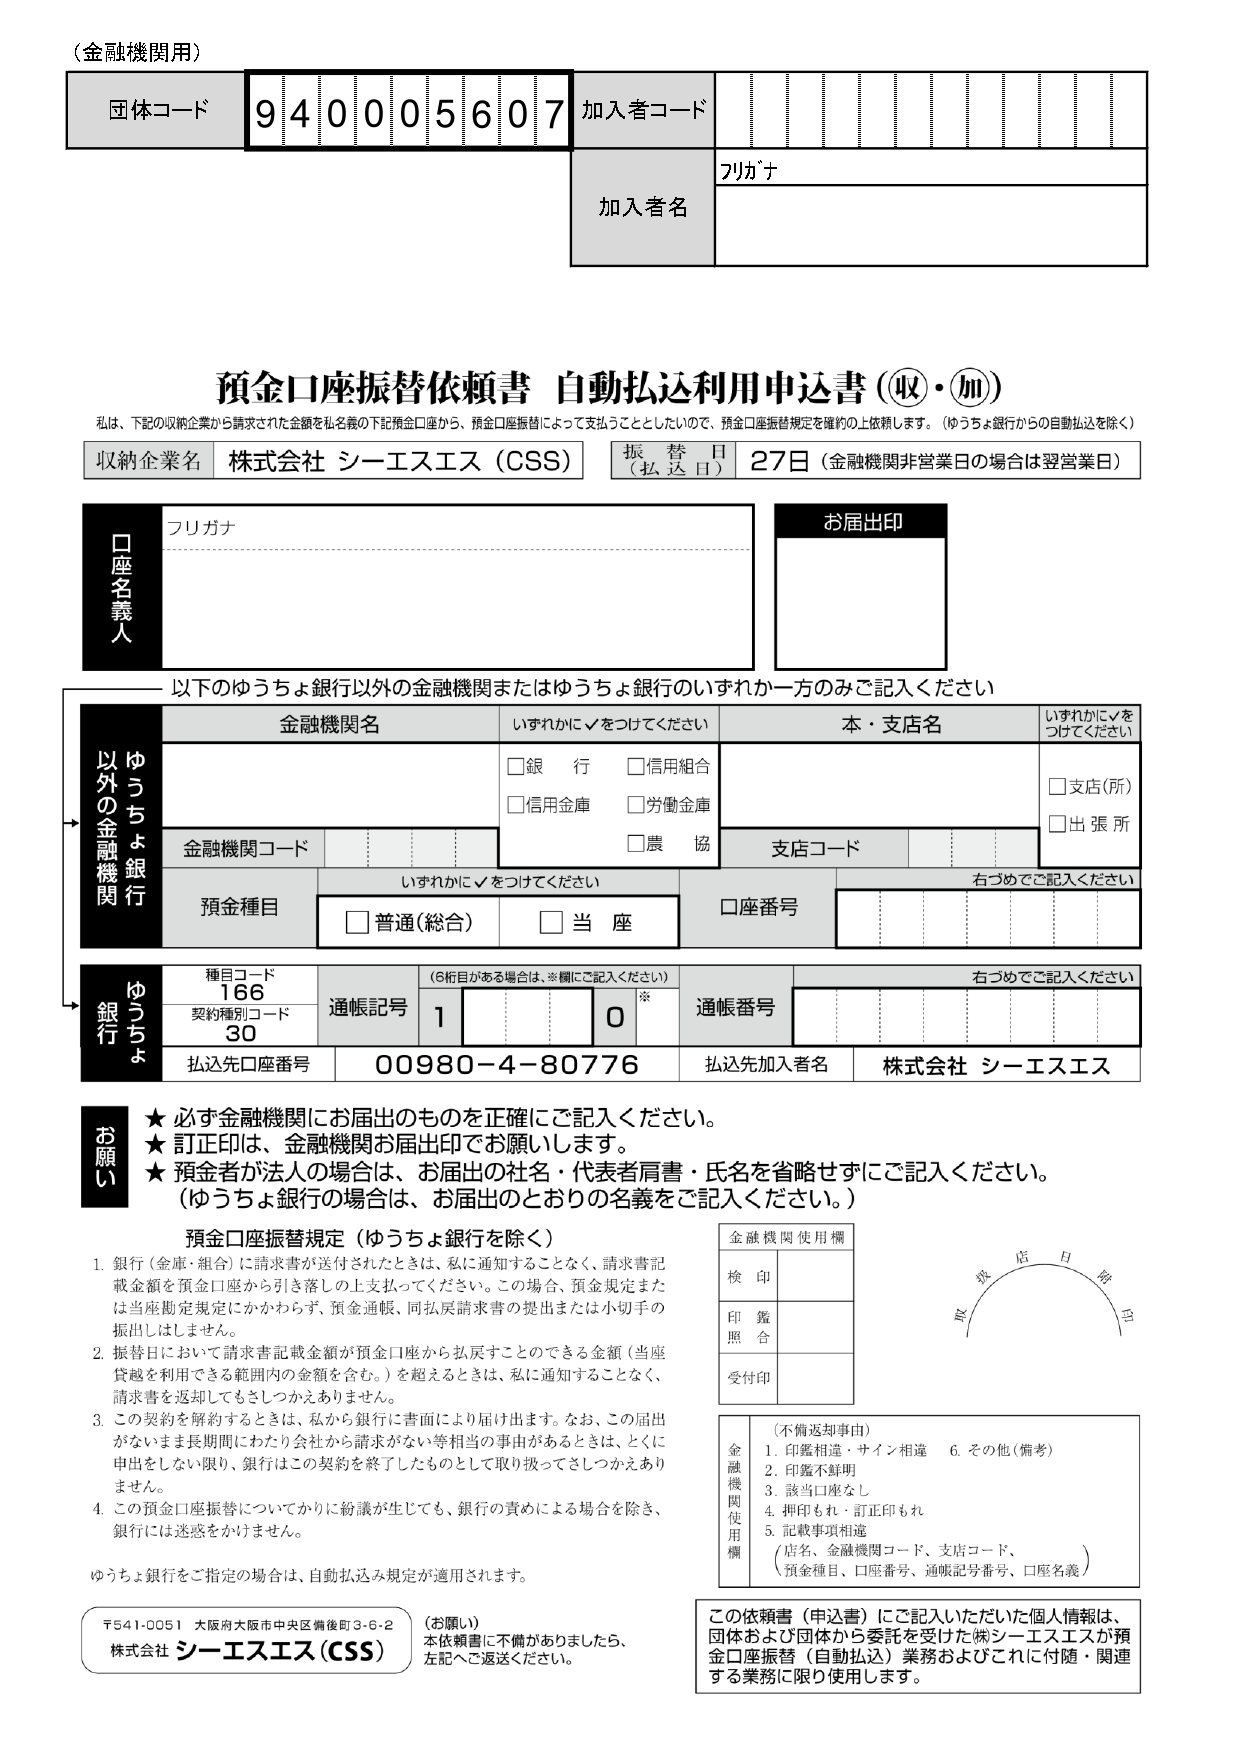 （金融機関用）
団体コード 940005607 加入者コード
フリガナ
加入者名
預金口座振替依頼書 自動払込利用申込書（収・加）
私は、下記の収納企業から請求された金額を私名義の下記預金口座から、預金口座振替によって支払うこととしたいので、預金口座振替規定を確約の上依頼します。（ゆうちょ銀行からの自動払込を除く）
収納企業名 株式会社 シーエスエス（CSS） 振替日（払込日） 27日（金融機関非営業日の場合は翌営業日）
口座名義人
フリガナ
お届出印
以下のゆうちょ銀行以外の金融機関またはゆうちょ銀行のいずれか一方のみご記入ください
ゆうちょ銀行以外の金融機関
金融機関名 いずれかに✓をつけてください 本・支店名 いずれかに✓をつけてください
□銀 行 □信用組合
□信用金庫 □労働金庫
□農 協
□支店(所)
□出張所
金融機関コード 支店コード
預金種目 いずれかに✓をつけてください 口座番号 右づめでご記入ください
□普通(総合) □当 座
ゆうちょ銀行
種目コード
166
契約種別コード
30
通帳記号 （6桁目がある場合は、※欄にご記入ください） 通帳番号 右づめでご記入ください
1 0 ※
払込先口座番号 00980-4-80776 払込先加入者名 株式会社 シーエスエス
お願い
★ 必ず金融機関にお届出のものを正確にご記入ください。
★ 訂正印は、金融機関お届出印でお願いします。
★ 預金者が法人の場合は、お届出の社名・代表者肩書・氏名を省略せずにご記入ください。
（ゆうちょ銀行の場合は、お届出のとおりの名義をご記入ください。）
預金口座振替規定（ゆうちょ銀行を除く）
1. 銀行（金庫・組合）に請求書が送付されたときは、私に通知することなく、請求書記
載金額を預金口座から引き落しの上支払ってください。この場合、預金規定また
は当座勘定規定にかかわらず、預金通帳、同払戻請求書の提出または小切手の
振出しはしません。
2. 振替日において請求書記載金額が預金口座から払戻すことのできる金額（当座
貸越を利用できる範囲内の金額を含む。）を超えるときは、私に通知することなく、
請求書を返却してもさしつかえありません。
3. この契約を解約するときは、私から銀行に書面により届け出ます。なお、この届出
がないまま長期間にわたり会社から請求がない等相当の事由があるときは、とくに
申出をしない限り、銀行はこの契約を終了したものとして取り扱ってさしつかえあり
ません。
4. この預金口座振替についてかりに紛議が生じても、銀行の責めによる場合を除き、
銀行には迷惑をかけません。
ゆうちょ銀行をご指定の場合は、自動払込み規定が適用されます。
金融機関使用欄
検 印
印 鑑
照 合
受付印
取扱店日附印
金融機関使用欄
（不備返却事由）
1. 印鑑相違・サイン相違 6. その他（備考）
2. 印鑑不鮮明
3. 該当口座なし
4. 押印もれ・訂正印もれ
5. 記載事項相違
（店名、金融機関コード、支店コード、
預金種目、口座番号、通帳記号番号、口座名義）
〒541-0051 大阪府大阪市中央区備後町3-6-2
株式会社 シーエスエス（CSS）
（お願い）
本依頼書に不備がありましたら、
左記へご返送ください。
この依頼書（申込書）にご記入いただいた個人情報は、
団体および団体から委託を受けた㈱シーエスエスが預
金口座振替（自動払込）業務およびこれに付随・関連
する業務に限り使用します。